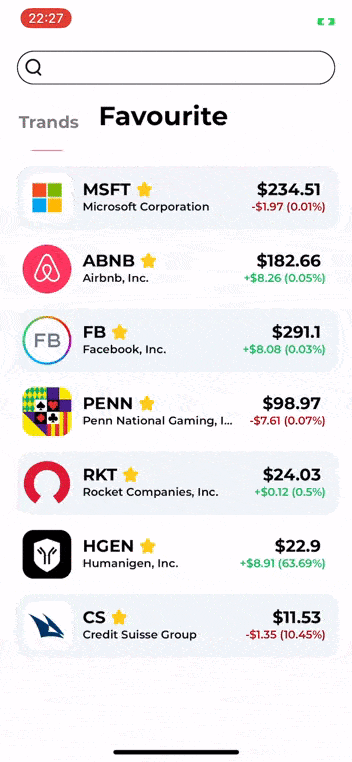 22:27
Trands Favourite
MSFT $234.51
Microsoft Corporation -$1.97 (0.01%)
ABNB $182.66
Airbnb, Inc. +$8.26 (0.05%)
FB FB $291.1
Facebook, Inc. +$8.08 (0.03%)
PENN $98.97
Penn National Gaming, I... -$7.61 (0.07%)
RKT $24.03
Rocket Companies, Inc. +$0.12 (0.5%)
HGEN $22.9
Humanigen, Inc. +$8.91 (63.69%)
CS $11.53
Credit Suisse Group -$1.35 (10.45%)